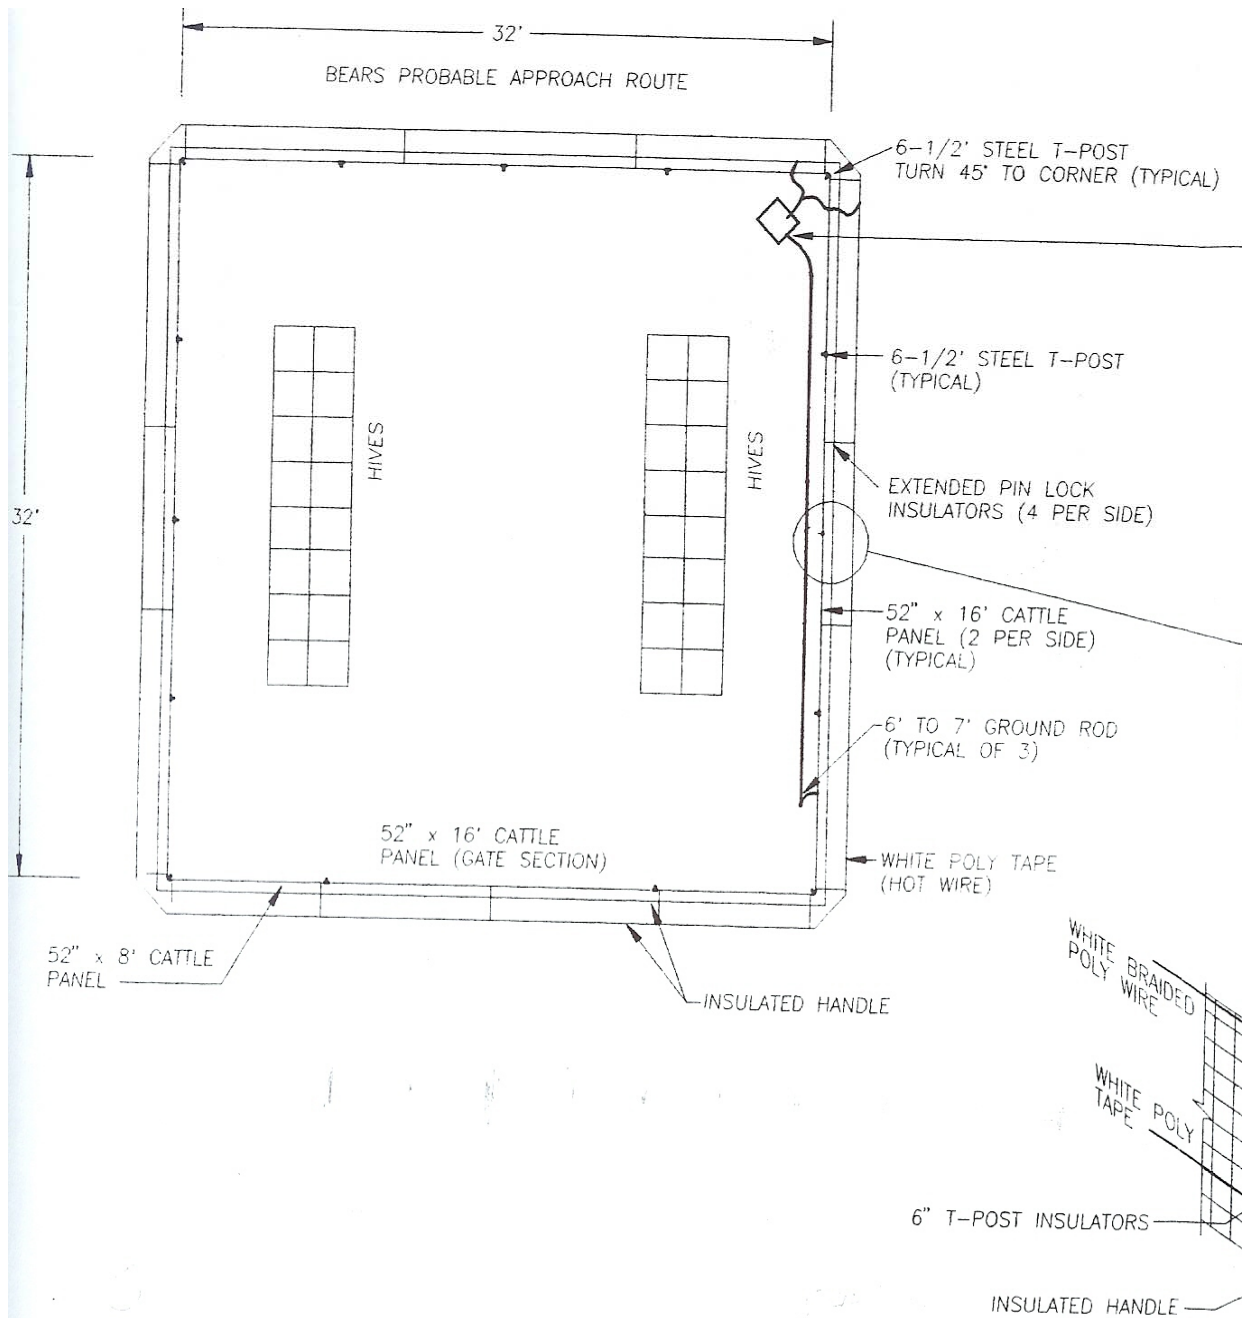 32'
BEARS PROBABLE APPROACH ROUTE
6-1/2' STEEL T-POST
TURN 45° TO CORNER (TYPICAL)
6-1/2' STEEL T-POST
(TYPICAL)
HIVES
HIVES
EXTENDED PIN LOCK
INSULATORS (4 PER SIDE)
32'
52" x 16' CATTLE
PANEL (2 PER SIDE)
(TYPICAL)
6' TO 7' GROUND ROD
(TYPICAL OF 3)
52" x 16' CATTLE
PANEL (GATE SECTION)
WHITE POLY TAPE
(HOT WIRE)
52" x 8' CATTLE
PANEL
INSULATED HANDLE
WHITE BRAIDED
POLY WIRE
WHITE POLY
TAPE
6" T-POST INSULATORS
INSULATED HANDLE